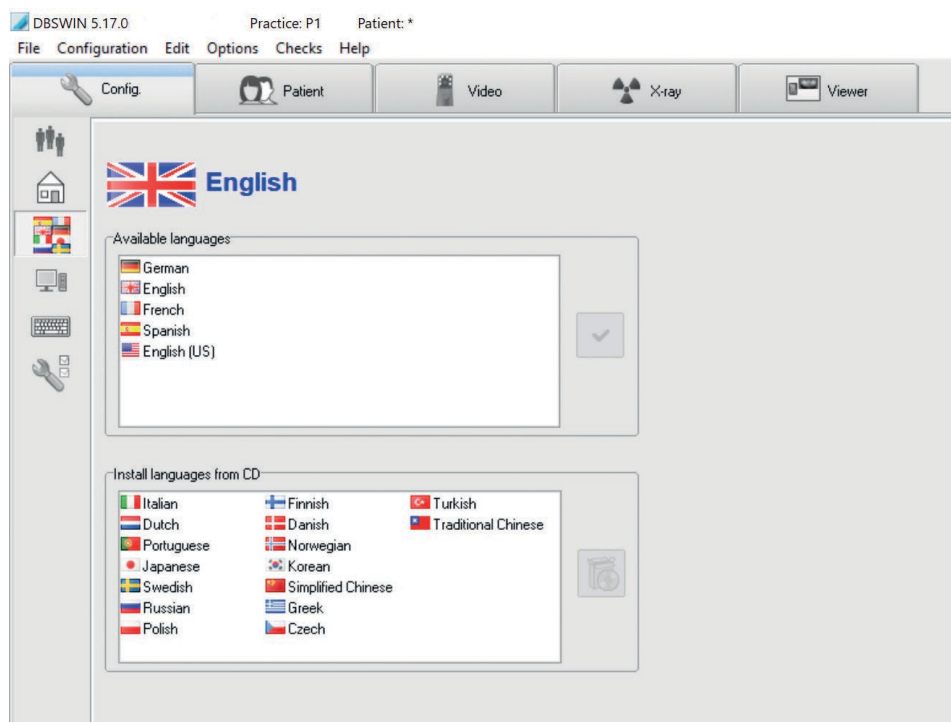 DBSWIN 5.17.0 Practice: P1 Patient: *
File Configuration Edit Options Checks Help
Config. Patient Video X-ray Viewer
English
Available languages
German
English
French
Spanish
English (US)
Install languages from CD
Italian Finnish Turkish
Dutch Danish Traditional Chinese
Portuguese Norwegian
Japanese Korean
Swedish Simplified Chinese
Russian Greek
Polish Czech